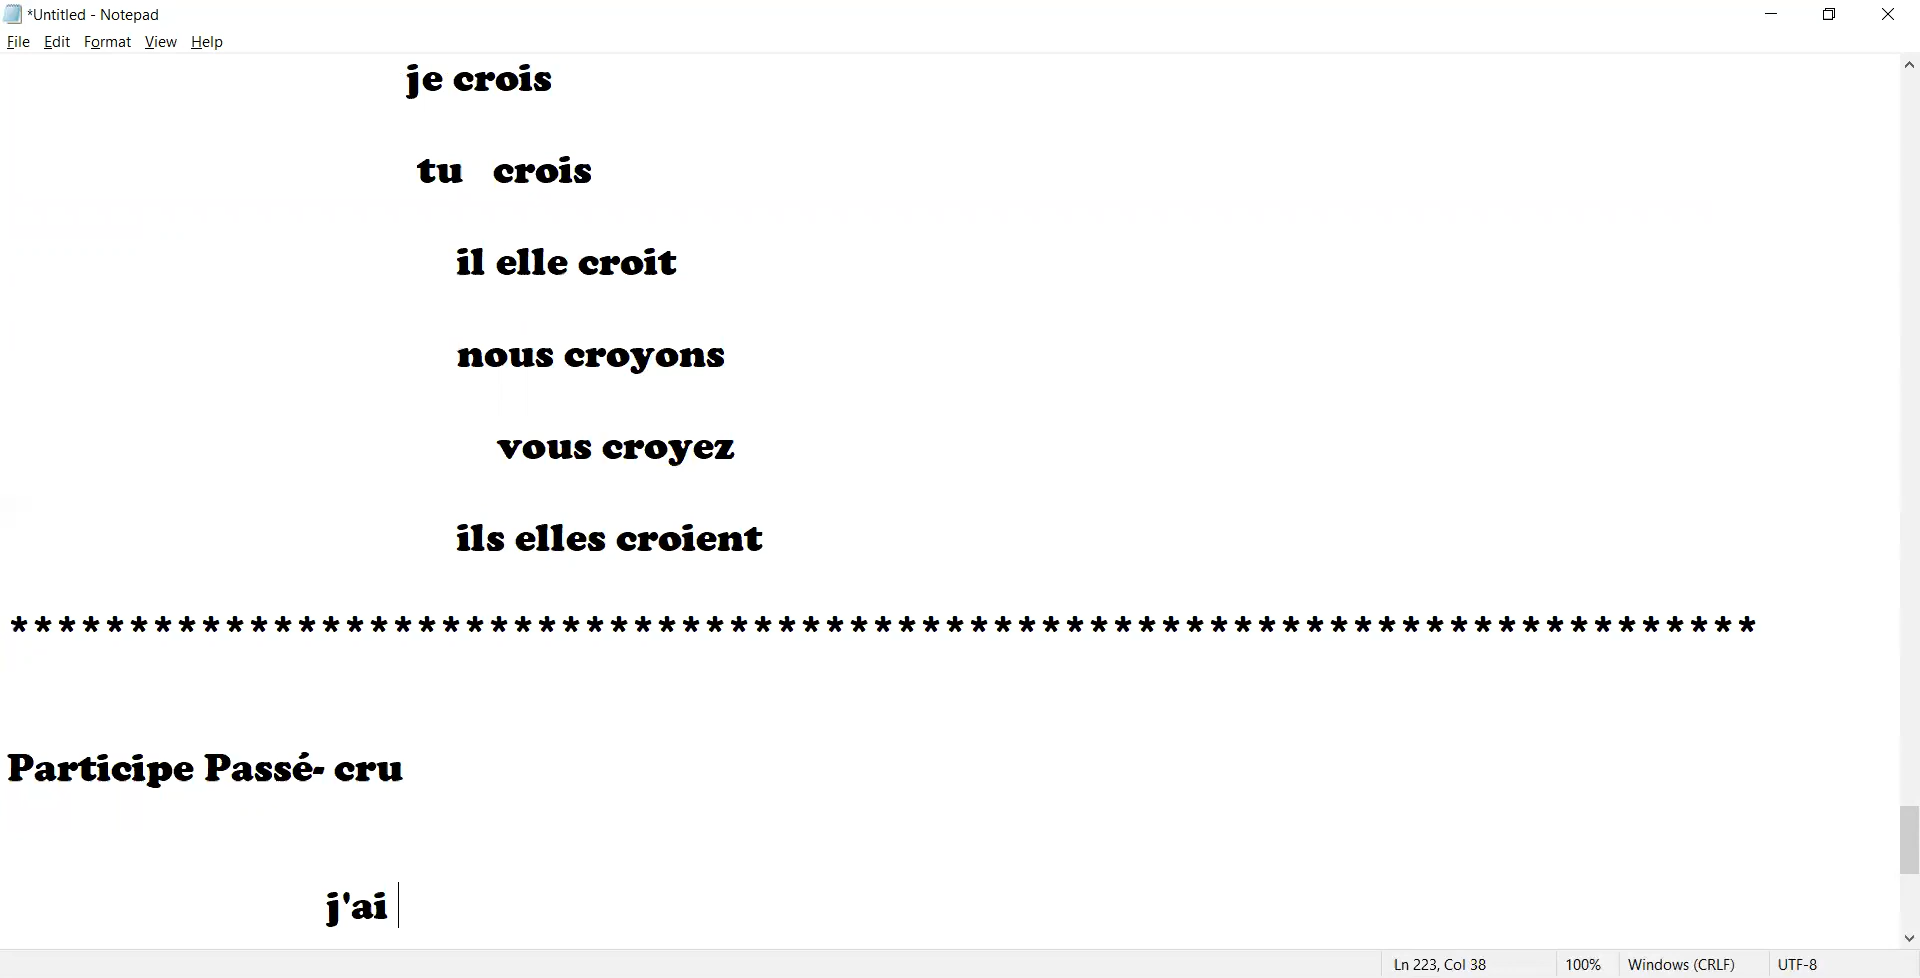 *Untitled - Notepad
File Edit Format View Help
je crois
tu crois
il elle croit
nous croyons
vous croyez
ils elles croient
*************************************************************************
Participe Passé- cru
j'ai
Ln 223, Col 38 100% Windows (CRLF) UTF-8